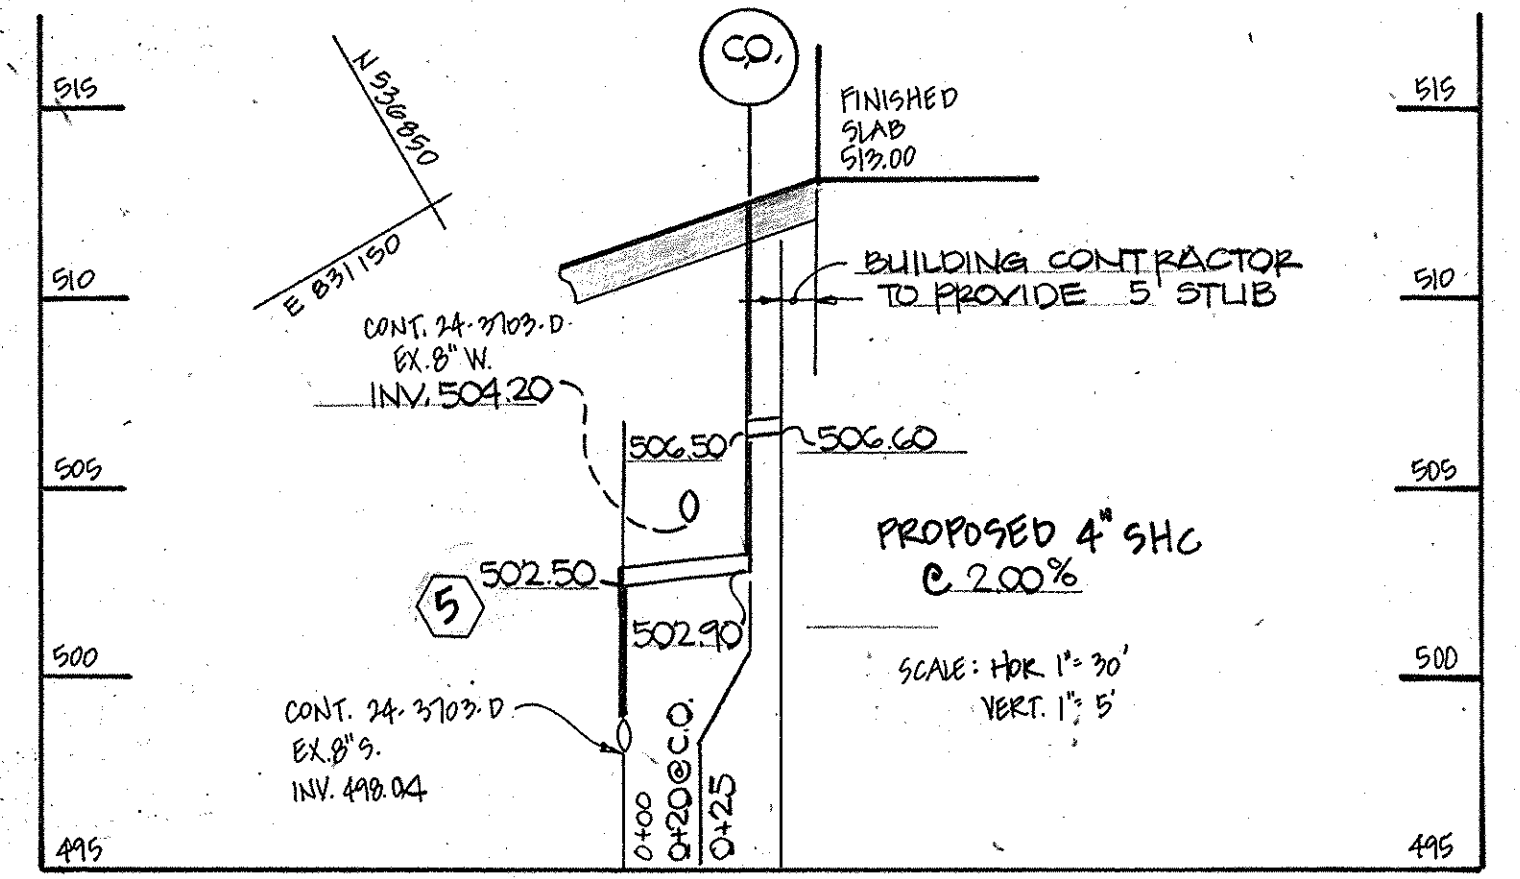 C.O.
515
N 536850
FINISHED
SLAB
513.00
515
E 831150
510
BUILDING CONTRACTOR
TO PROVIDE 5' STUB
510
CONT. 24-3703-D
EX. 8" W.
INV. 504.20
506.50
506.60
505
505
PROPOSED 4" SHC
@ 2.00%
5
502.50
502.90
500
500
SCALE: HOR 1"= 30'
VERT. 1"= 5'
CONT. 24-3703-D
EX. 8" S.
INV. 498.04
0+00
0+20@C.O.
0+25
495
495